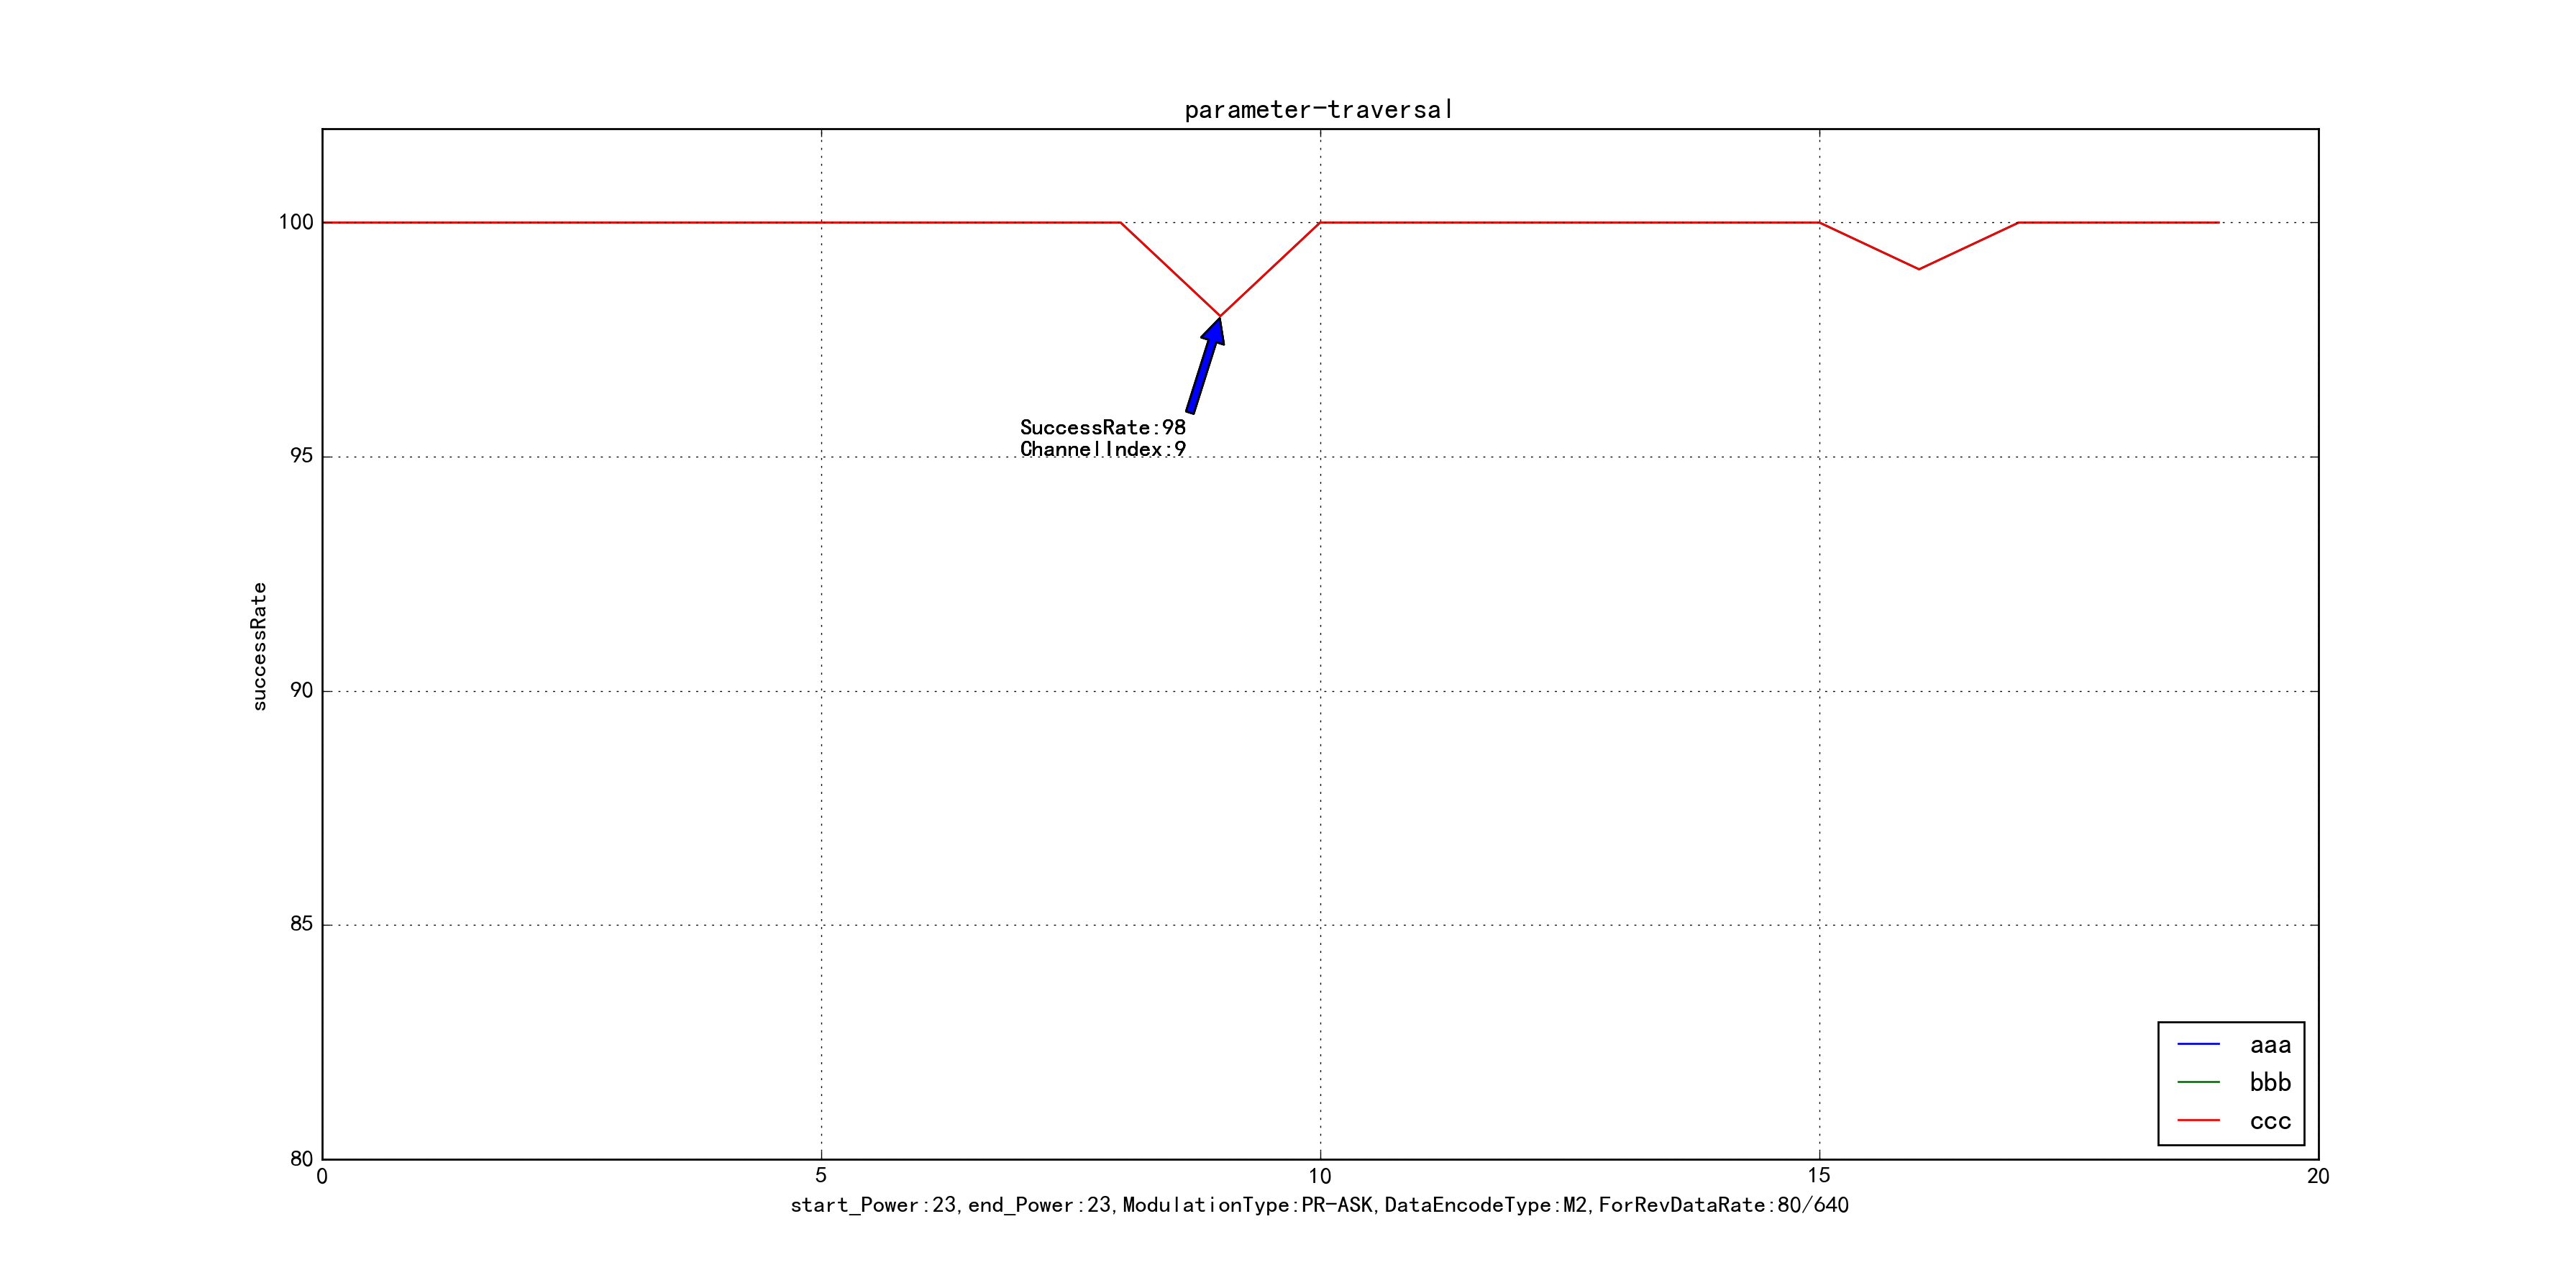 parameter-traversal
100
95
90
85
80
successRate
SuccessRate:98
ChannelIndex:9
aaa
bbb
ccc
0 5 10 15 20
start_Power:23,end_Power:23,ModulationType:PR-ASK,DataEncodeType:M2,ForRevDataRate:80/640